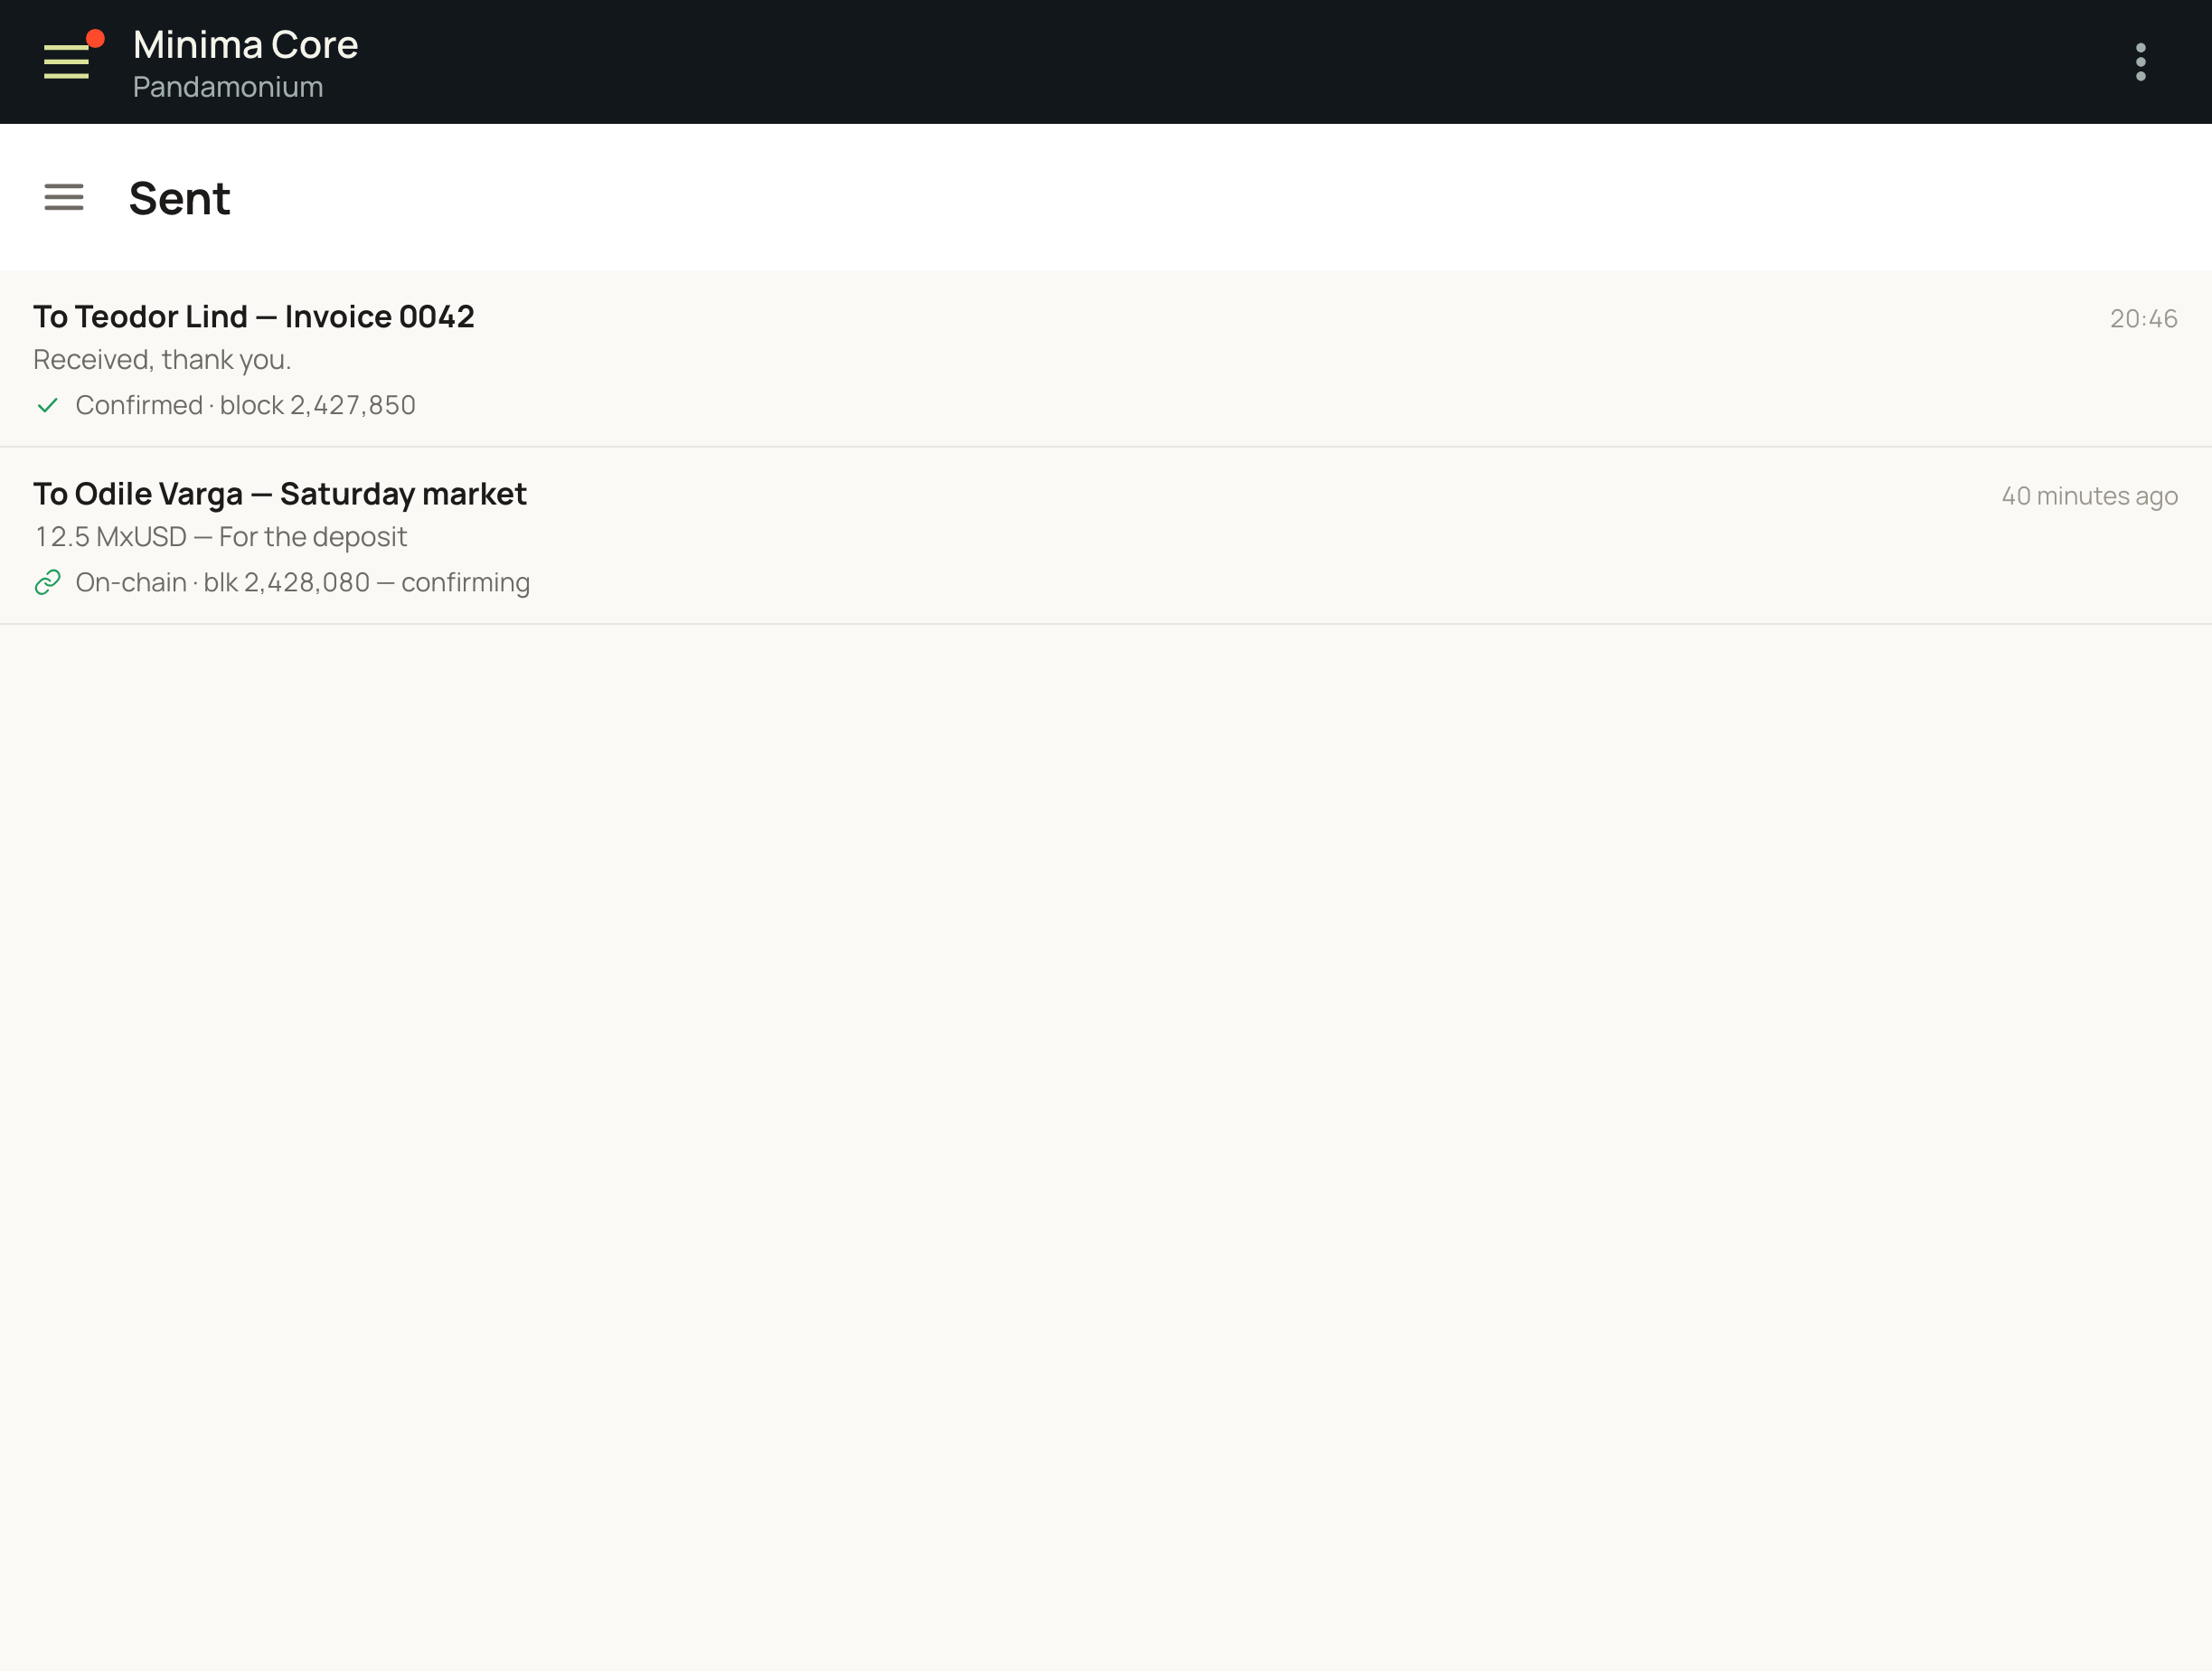 Minima Core
Pandamonium
Sent
To Teodor Lind — Invoice 0042
20:46
Received, thank you.
Confirmed · block 2,427,850
To Odile Varga — Saturday market
40 minutes ago
12.5 MxUSD — For the deposit
On-chain · blk 2,428,080 — confirming